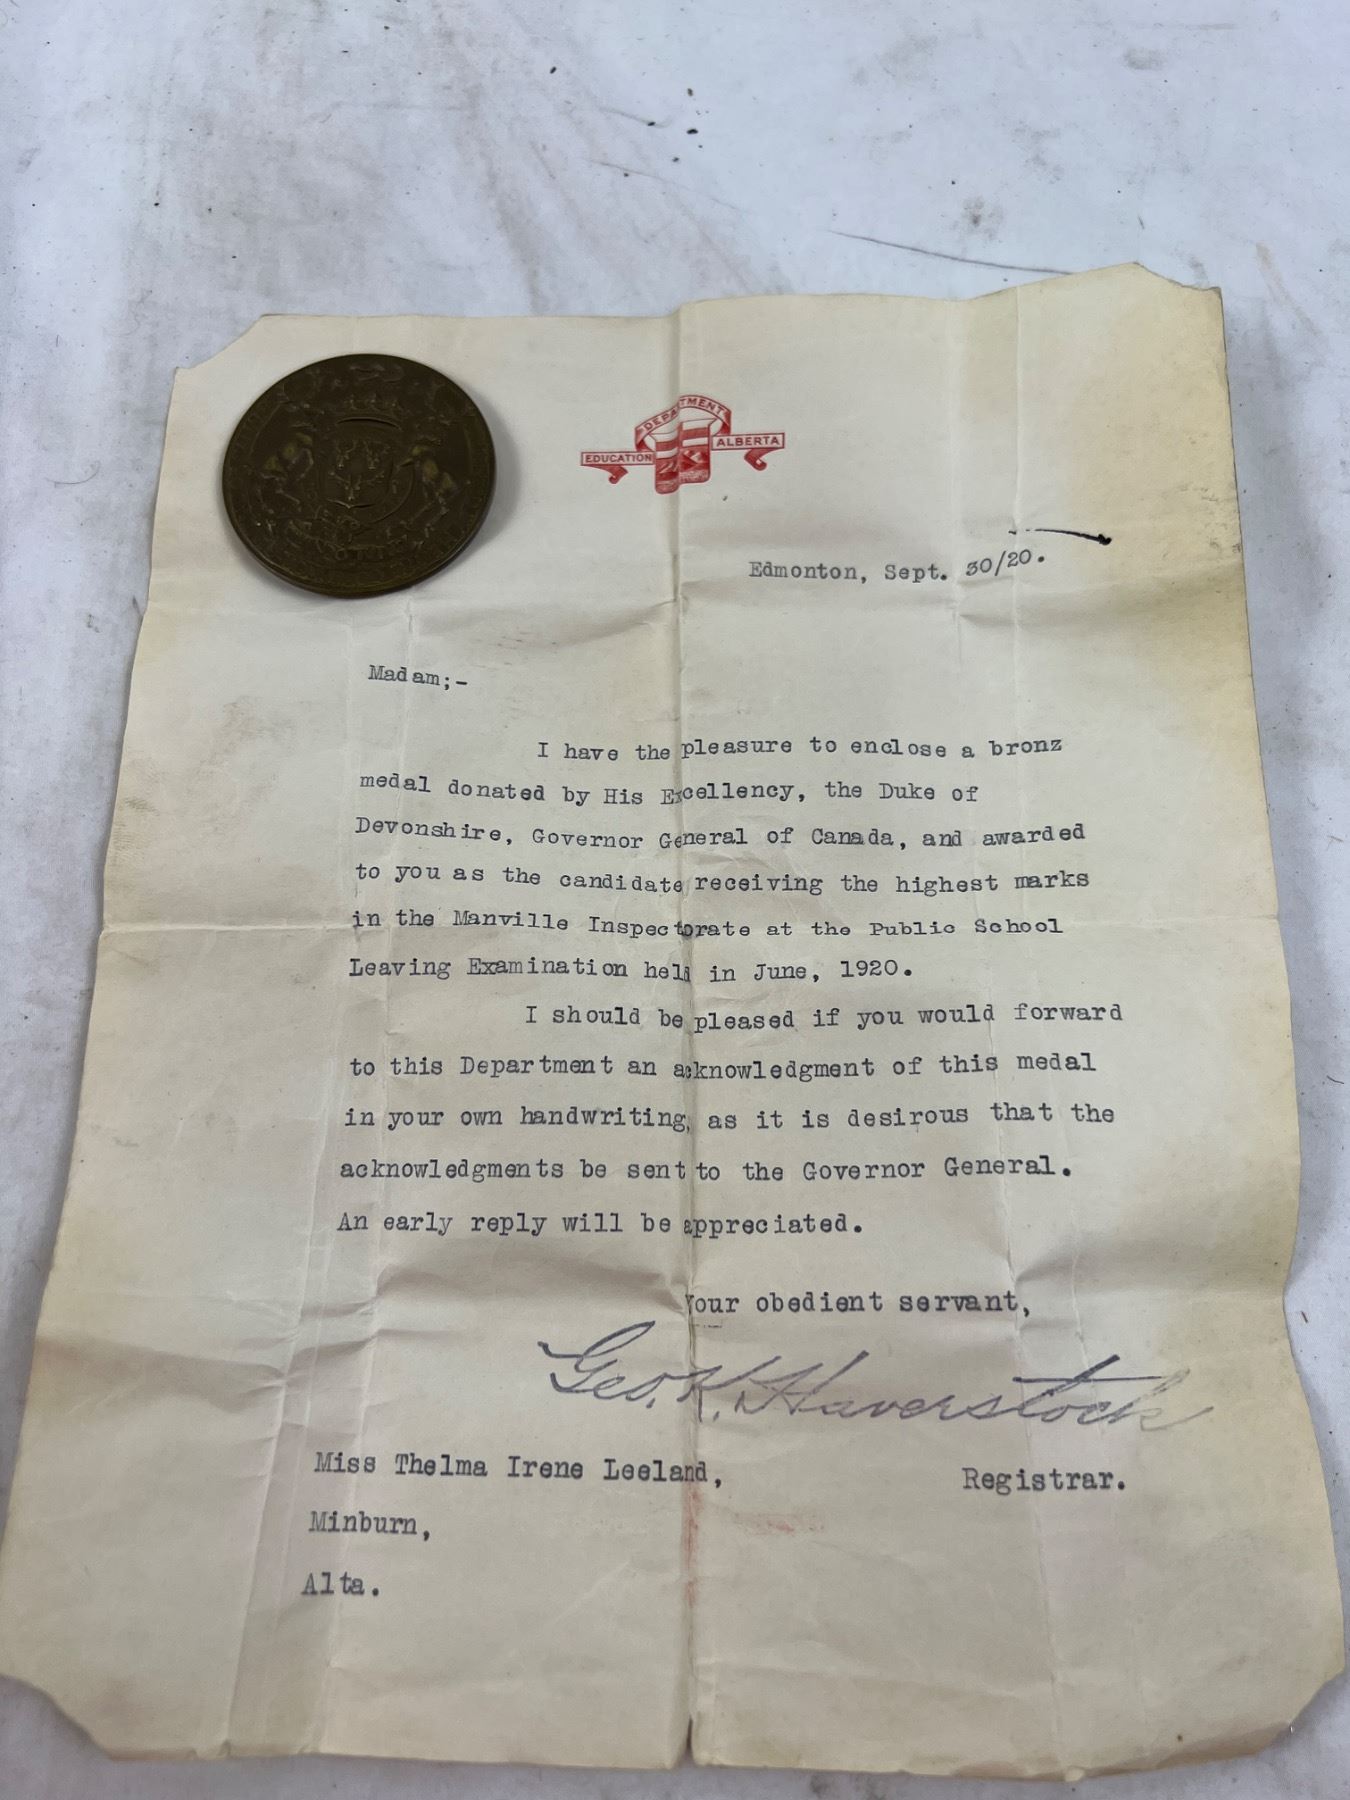 DEPARTMENT
EDUCATION ALBERTA
Edmonton, Sept. 30/20.
Madam;-
I have the pleasure to enclose a bronz
medal donated by His Excellency, the Duke of
Devonshire, Governor General of Canada, and awarded
to you as the candidate receiving the highest marks
in the Manville Inspectorate at the Public School
Leaving Examination held in June, 1920.
I should be pleased if you would forward
to this Department an acknowledgment of this medal
in your own handwriting, as it is desirous that the
acknowledgments be sent to the Governor General.
An early reply will be appreciated.
Your obedient servant,
Geo. K. Haverstock
Miss Thelma Irene Leeland,
Registrar.
Minburn,
Alta.